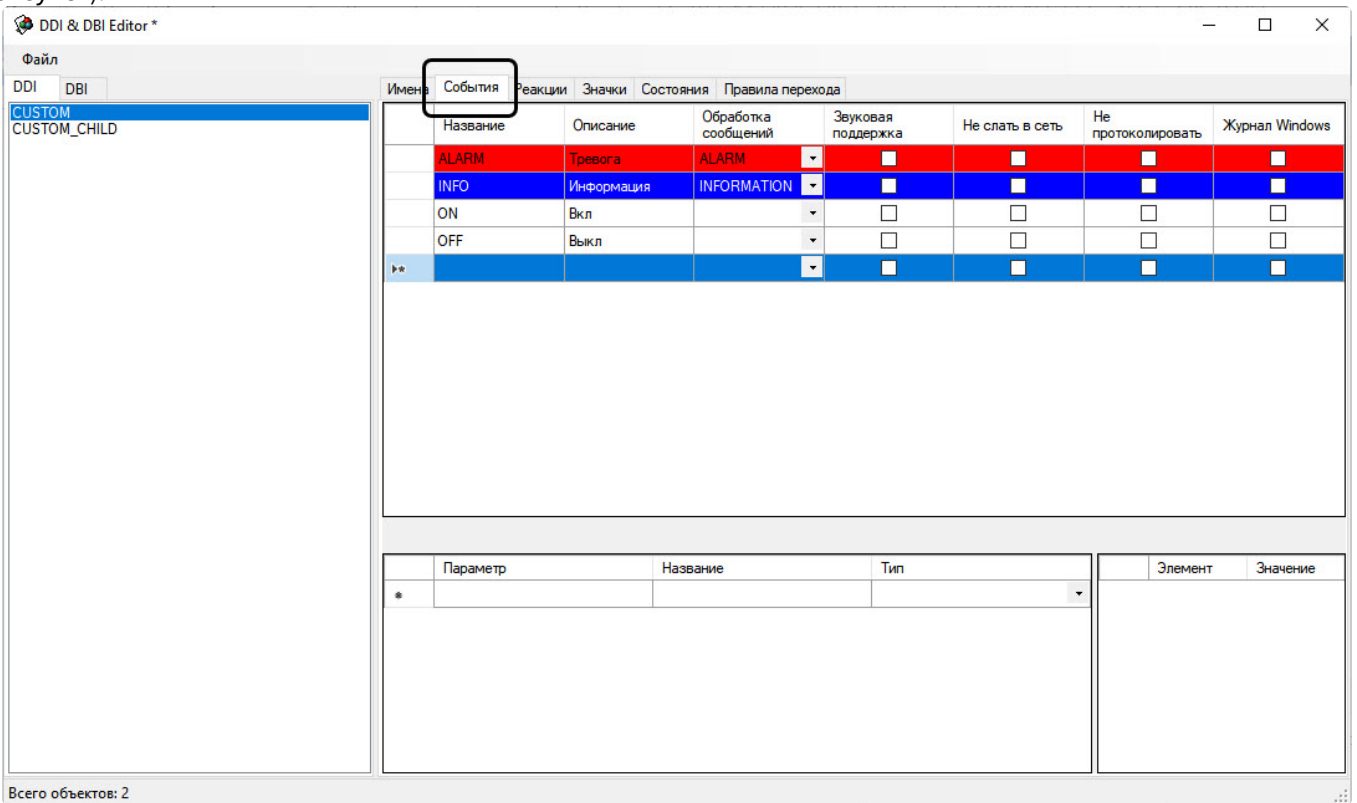 DDI & DBI Editor *
Файл
DDI DBI
Имена События Реакции Значки Состояния Правила перехода
CUSTOM
CUSTOM_CHILD
Название Описание Обработка сообщений Звуковая поддержка Не слать в сеть Не протоколировать Журнал Windows
ALARM Тревога ALARM
INFO Информация INFORMATION
ON Вкл
OFF Выкл
Параметр Название Тип
Элемент Значение
Всего объектов: 2